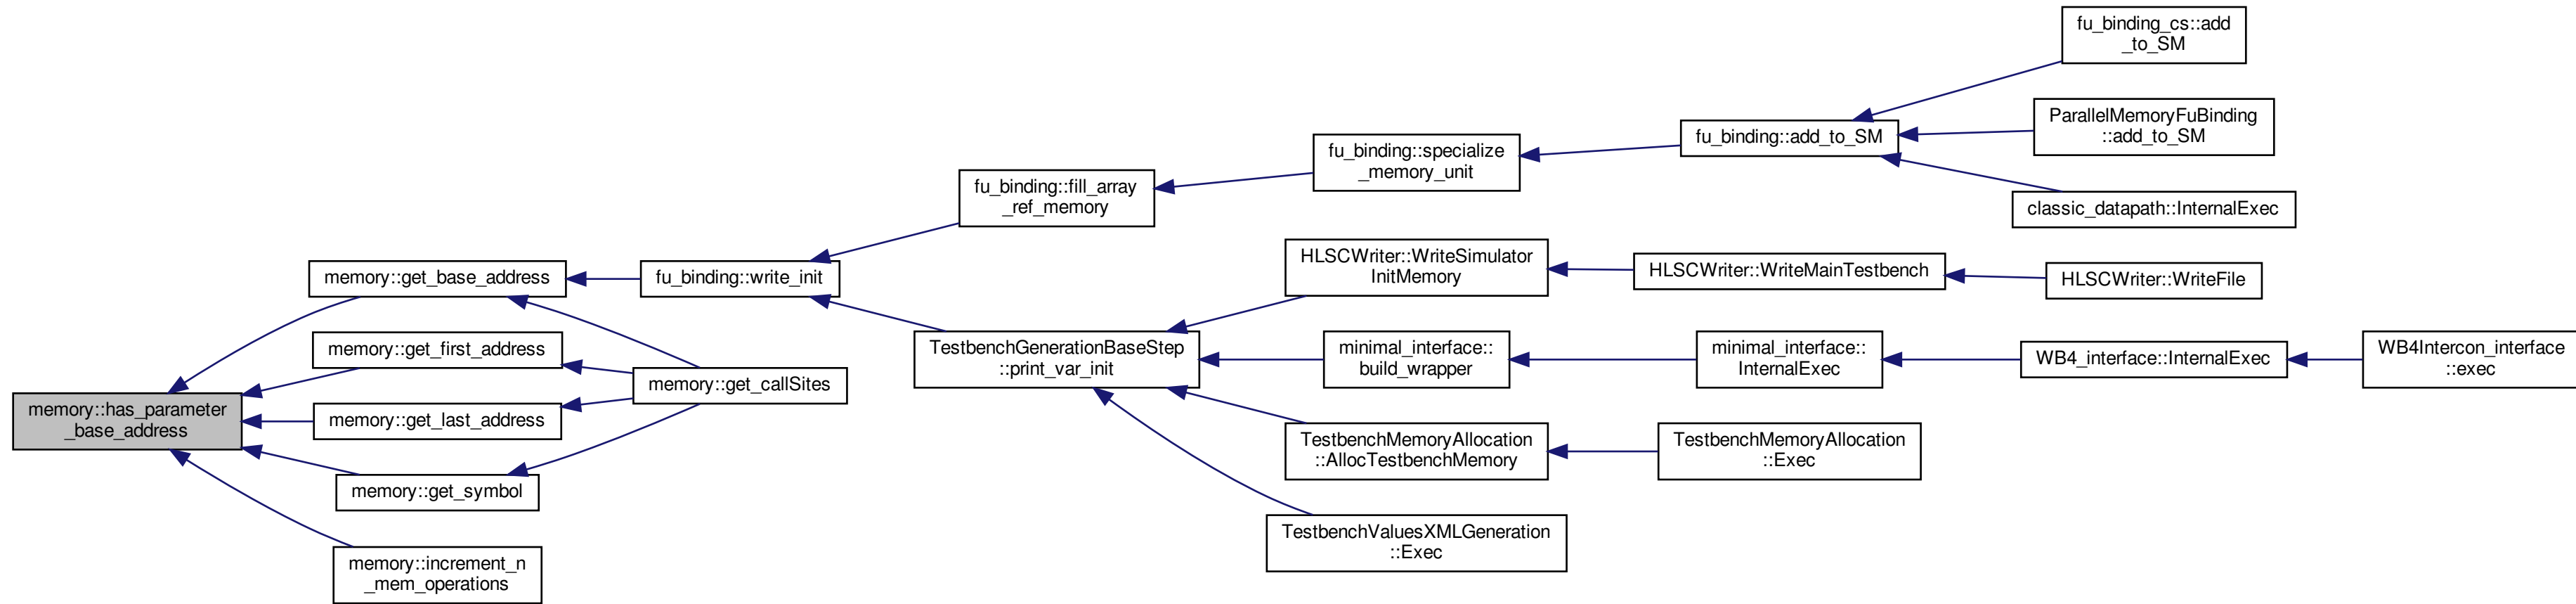 memory::has_parameter
_base_address
memory::get_base_address
memory::get_first_address
memory::get_last_address
memory::get_symbol
memory::increment_n
_mem_operations
fu_binding::write_init
memory::get_callSites
fu_binding::fill_array
_ref_memory
TestbenchGenerationBaseStep
::print_var_init
fu_binding::specialize
_memory_unit
HLSCWriter::WriteSimulator
InitMemory
minimal_interface::
build_wrapper
TestbenchMemoryAllocation
::AllocTestbenchMemory
TestbenchValuesXMLGeneration
::Exec
fu_binding::add_to_SM
HLSCWriter::WriteMainTestbench
minimal_interface::
InternalExec
TestbenchMemoryAllocation
::Exec
fu_binding_cs::add
_to_SM
ParallelMemoryFuBinding
::add_to_SM
classic_datapath::InternalExec
HLSCWriter::WriteFile
WB4_interface::InternalExec
WB4Intercon_interface
::exec